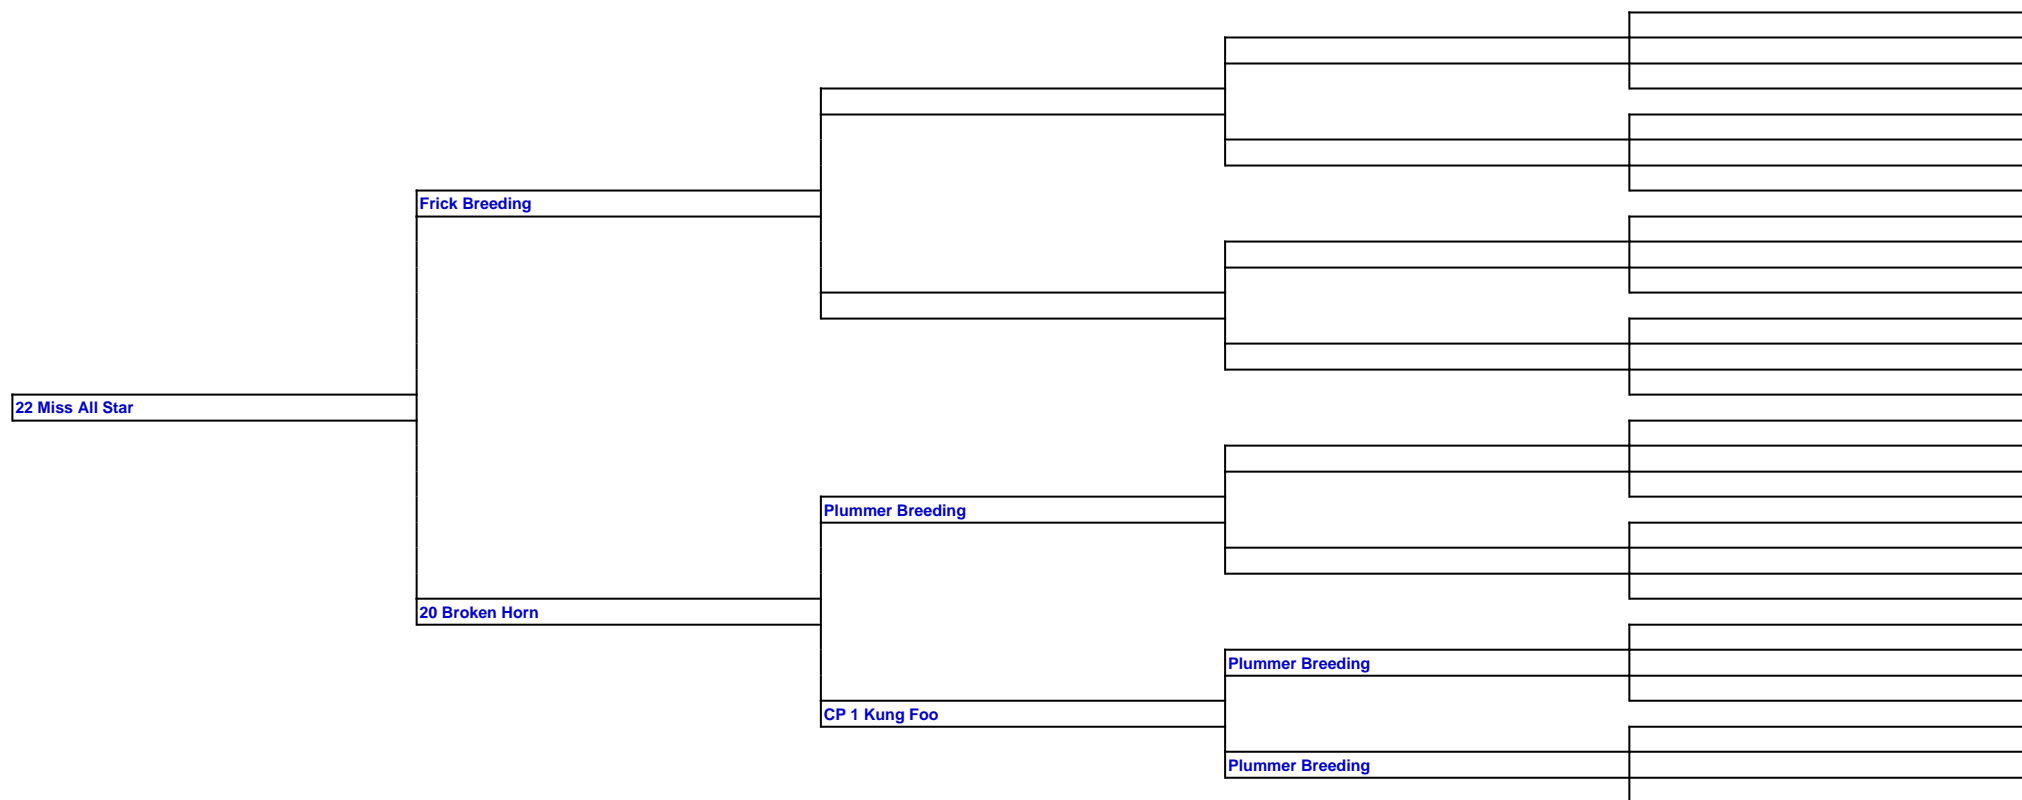 Frick Breeding
22 Miss All Star
Plummer Breeding
20 Broken Horn
Plummer Breeding
CP 1 Kung Foo
Plummer Breeding